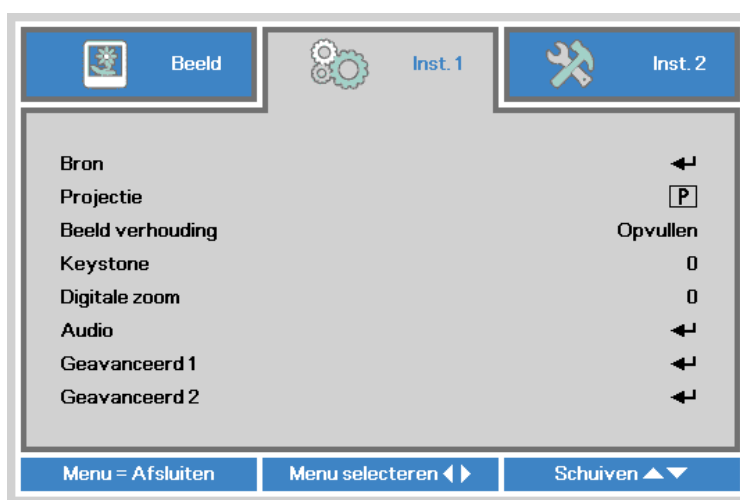 Beeld Inst. 1 Inst. 2
Bron
Projectie P
Beeld verhouding Opvullen
Keystone 0
Digitale zoom 0
Audio
Geavanceerd 1
Geavanceerd 2
Menu = Afsluiten Menu selecteren Schuiven